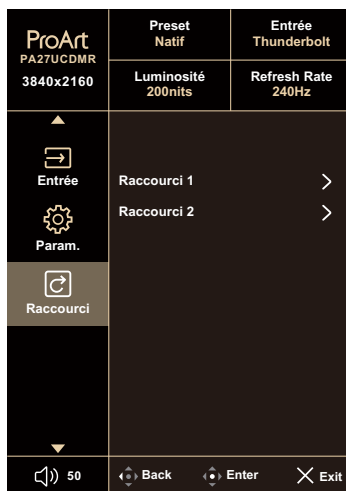 ProArt
PA27UCDMR
3840x2160
Preset
Natif
Entrée
Thunderbolt
Luminosité
200nits
Refresh Rate
240Hz
Entrée
Param.
Raccourci
Raccourci 1
Raccourci 2
50
Back
Enter
Exit